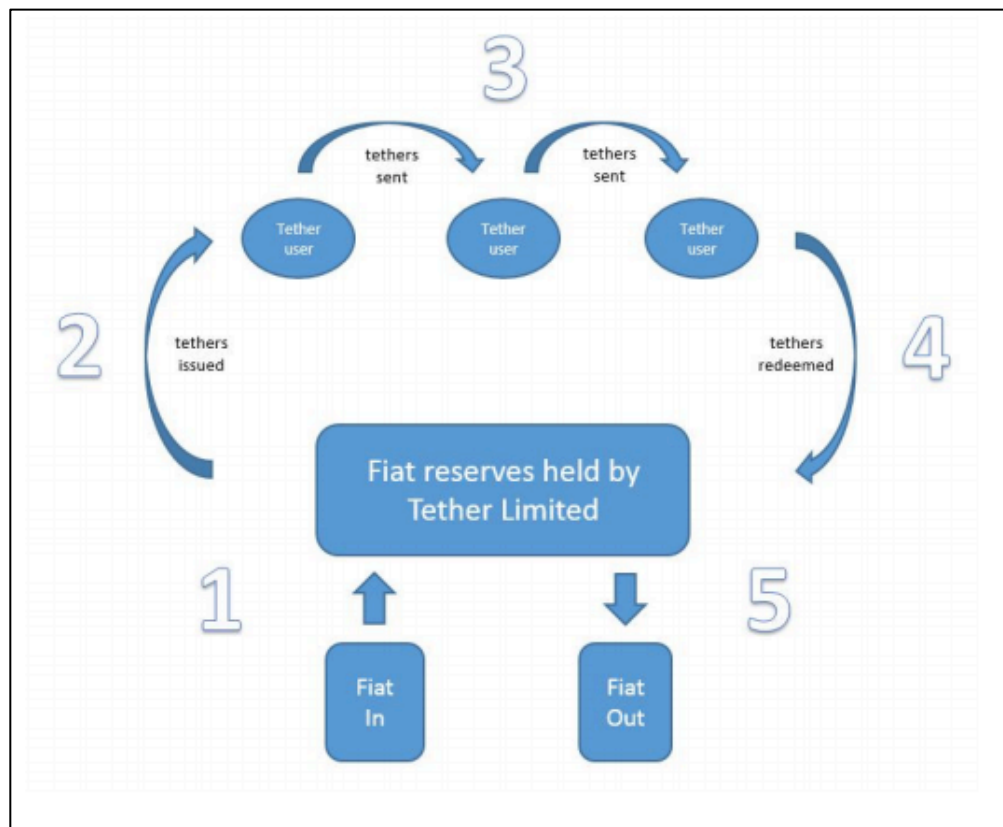 3
tethers
sent
tethers
sent
Tether
user
Tether
user
Tether
user
2
tethers
issued
4
tethers
redeemed
Fiat reserves held by
Tether Limited
1
5
Fiat
In
Fiat
Out